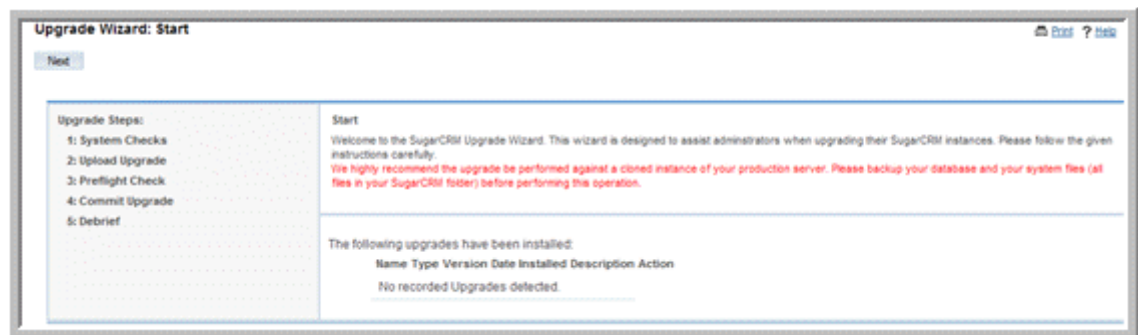 Upgrade Wizard: Start
Print ? Help
Next
Upgrade Steps:
1: System Checks
2: Upload Upgrade
3: Preflight Check
4: Commit Upgrade
5: Debrief
Start
Welcome to the SugarCRM Upgrade Wizard. This wizard is designed to assist adminstrators when upgrading their SugarCRM instances. Please follow the given
instructions carefully.
We highly recommend the upgrade be performed against a cloned instance of your production server. Please backup your database and your system files (all
files in your SugarCRM folder) before performing this operation.
The following upgrades have been installed:
Name Type Version Date Installed Description Action
No recorded Upgrades detected.